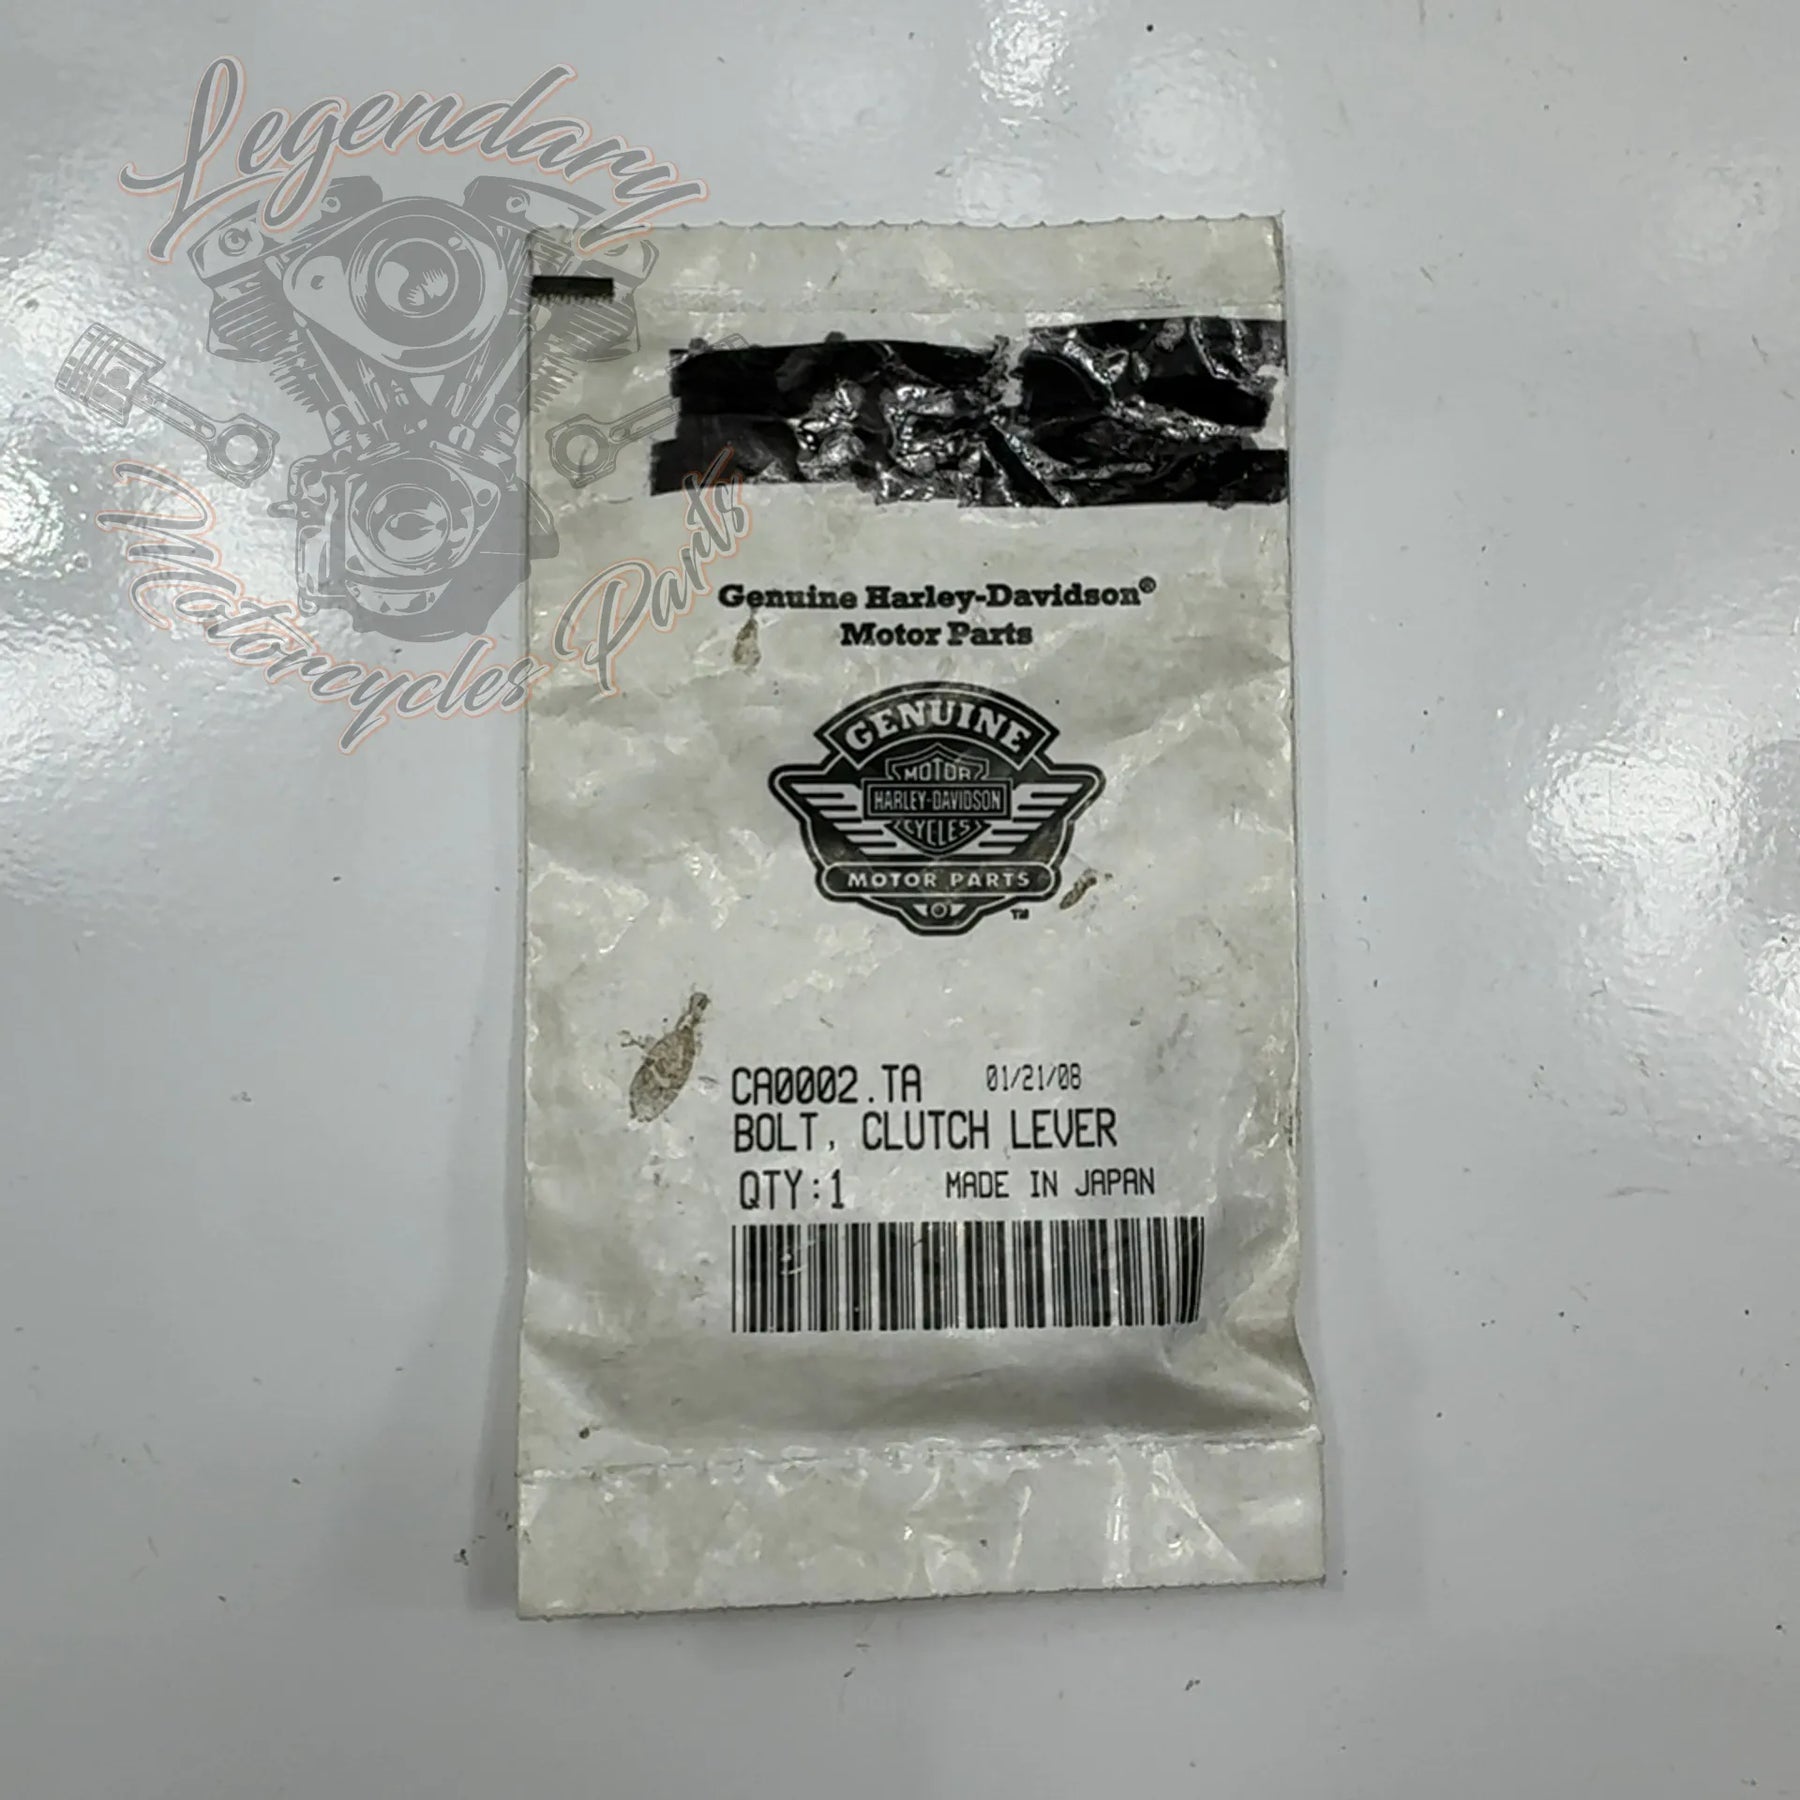 Legendary
Motorcycles Parts
Genuine Harley-Davidson®
Motor Parts
GENUINE
MOTOR
HARLEY-DAVIDSON
CYCLES
MOTOR PARTS
TM
CA0002.TA 01/21/08
BOLT, CLUTCH LEVER
QTY:1 MADE IN JAPAN